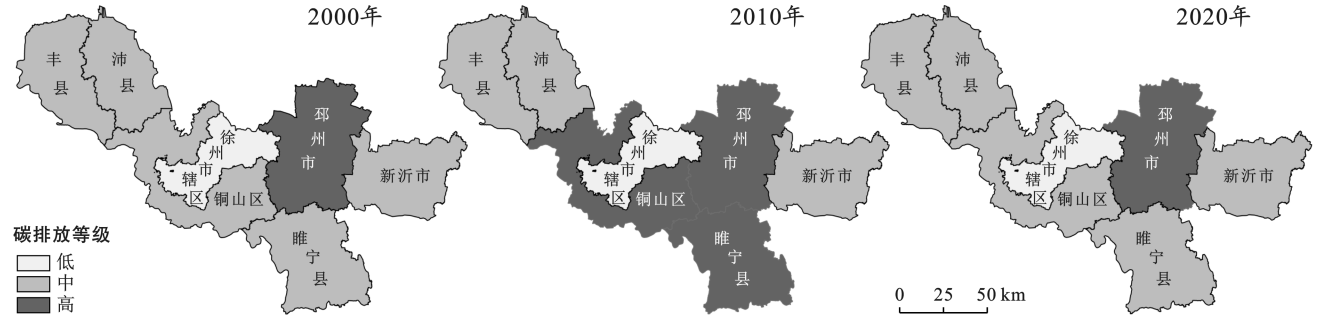 2000年
丰县
沛县
邳州市
徐州市辖区
铜山区
新沂市
睢宁县
碳排放等级
低
中
高
2010年
丰县
沛县
邳州市
徐州市辖区
铜山区
新沂市
睢宁县
2020年
丰县
沛县
邳州市
徐州市辖区
铜山区
新沂市
睢宁县
0 25 50 km